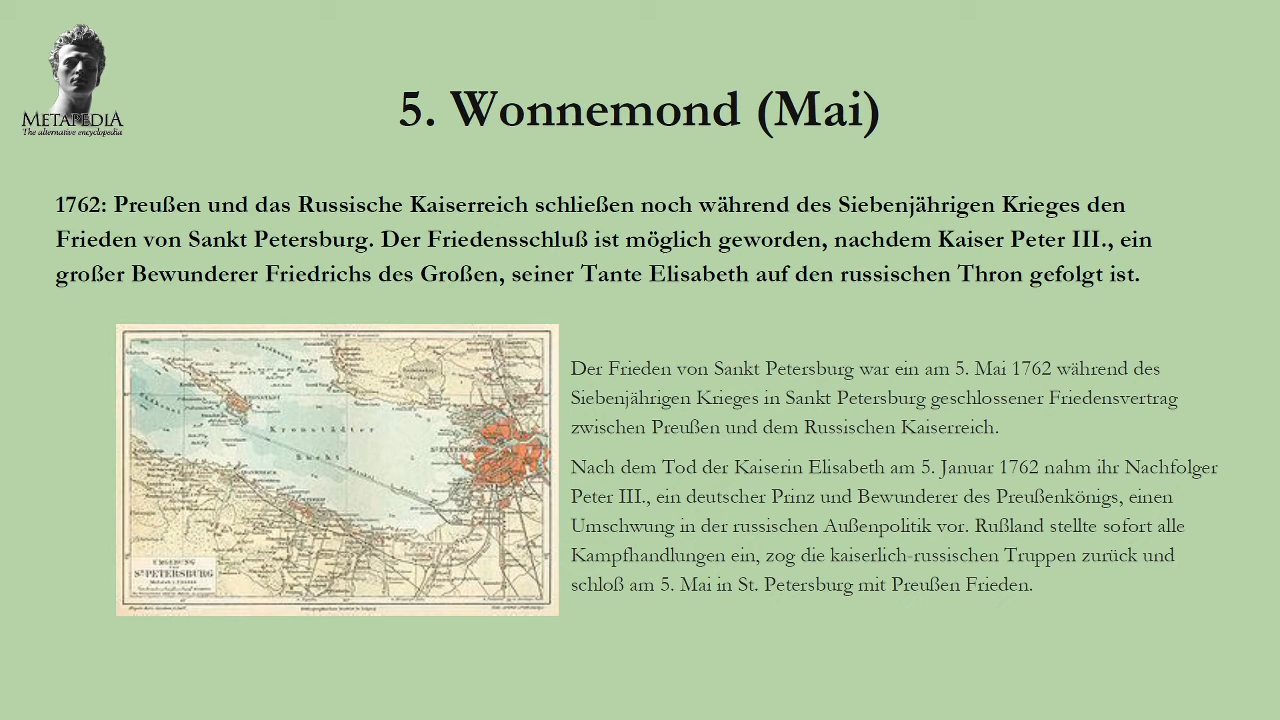 METAPEDIA
The alternative encyclopedia
5. Wonnemond (Mai)
1762: Preußen und das Russische Kaiserreich schließen noch während des Siebenjährigen Krieges den
Frieden von Sankt Petersburg. Der Friedensschluß ist möglich geworden, nachdem Kaiser Peter III., ein
großer Bewunderer Friedrichs des Großen, seiner Tante Elisabeth auf den russischen Thron gefolgt ist.
Kronstädter
Bucht
ST PETERSBURG
UMGEBUNG
ST PETERSBURG
Der Frieden von Sankt Petersburg war ein am 5. Mai 1762 während des
Siebenjährigen Krieges in Sankt Petersburg geschlossener Friedensvertrag
zwischen Preußen und dem Russischen Kaiserreich.
Nach dem Tod der Kaiserin Elisabeth am 5. Januar 1762 nahm ihr Nachfolger
Peter III., ein deutscher Prinz und Bewunderer des Preußenkönigs, einen
Umschwung in der russischen Außenpolitik vor. Rußland stellte sofort alle
Kampfhandlungen ein, zog die kaiserlich-russischen Truppen zurück und
schloß am 5. Mai in St. Petersburg mit Preußen Frieden.